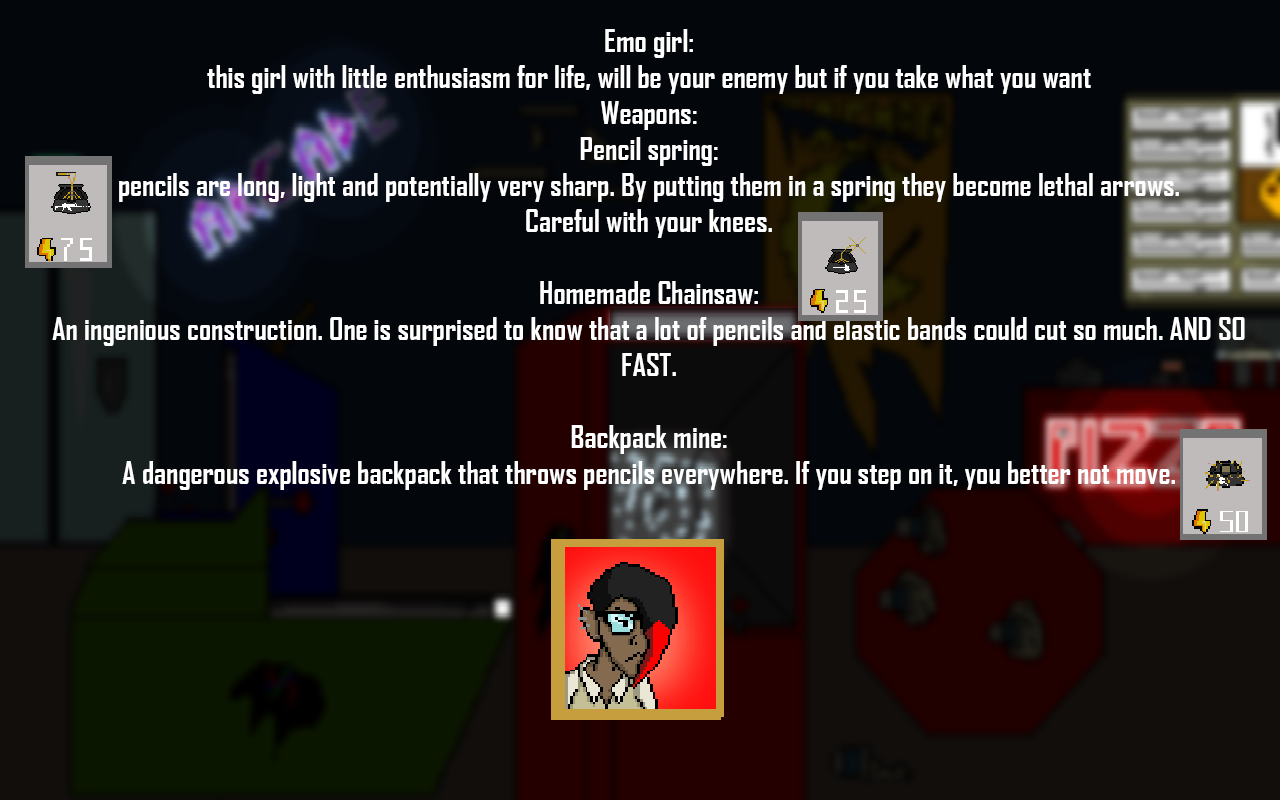 Emo girl:
this girl with little enthusiasm for life, will be your enemy but if you take what you want
Weapons:
Pencil spring:
pencils are long, light and potentially very sharp. By putting them in a spring they become lethal arrows.
Careful with your knees.
75
25
Homemade Chainsaw:
An ingenious construction. One is surprised to know that a lot of pencils and elastic bands could cut so much. AND SO
FAST.
Backpack mine:
A dangerous explosive backpack that throws pencils everywhere. If you step on it, you better not move.
50
ARCADE
PIZZA